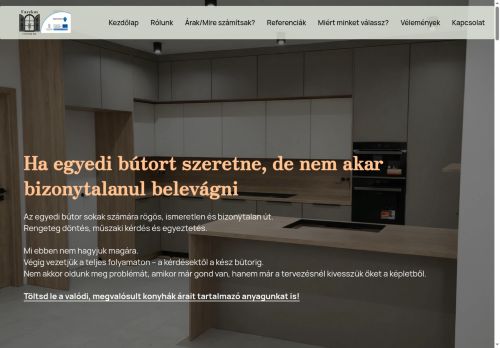 Kezdőlap
Rólunk
Árak/Mire számítsak?
Referenciák
Miért minket válassz?
Vélemények
Kapcsolat
Ha egyedi bútort szeretne, de nem akar
bizonytalanul belevágni
Az egyedi bútor sokak számára rögös, ismeretlen és bizonytalan út.
Rengeteg döntés, műszaki kérdés és egyeztetés.
Mi ebben nem hagyjuk magára.
Végig vezetjük a teljes folyamaton – a kérdésektől a kész bútorig.
Nem akkor oldunk meg problémát, amikor már gond van, hanem már a tervezésnél kivesszük őket a képletből.
Töltsd le a valódi, megvalósult konyhák árait tartalmazó anyagunkat is!